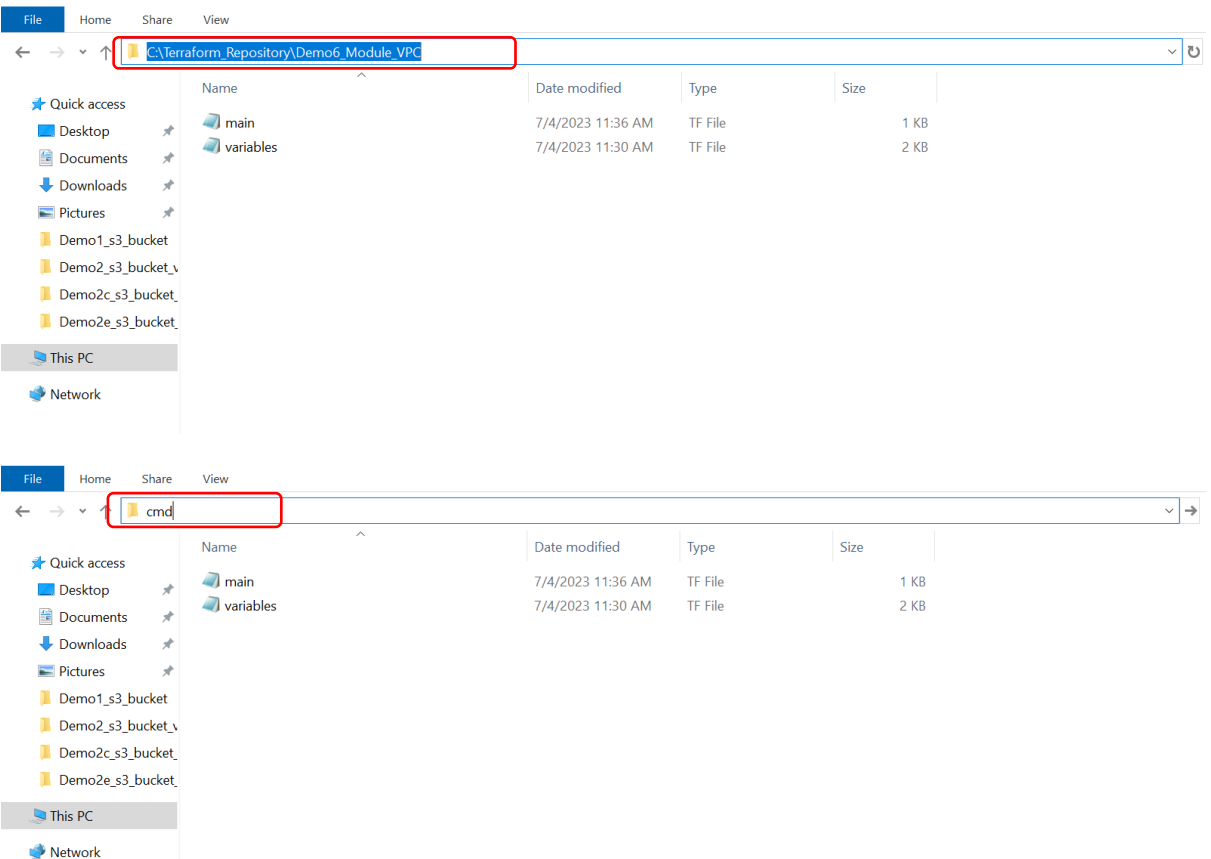 File Home Share View
C:\Terraform_Repository\Demo6_Module_VPC
Name Date modified Type Size
Quick access
main 7/4/2023 11:36 AM TF File 1 KB
Desktop
variables 7/4/2023 11:30 AM TF File 2 KB
Documents
Downloads
Pictures
Demo1_s3_bucket
Demo2_s3_bucket_v
Demo2c_s3_bucket_
Demo2e_s3_bucket_
This PC
Network
File Home Share View
cmd
Name Date modified Type Size
Quick access
main 7/4/2023 11:36 AM TF File 1 KB
Desktop
variables 7/4/2023 11:30 AM TF File 2 KB
Documents
Downloads
Pictures
Demo1_s3_bucket
Demo2_s3_bucket_v
Demo2c_s3_bucket_
Demo2e_s3_bucket_
This PC
Network